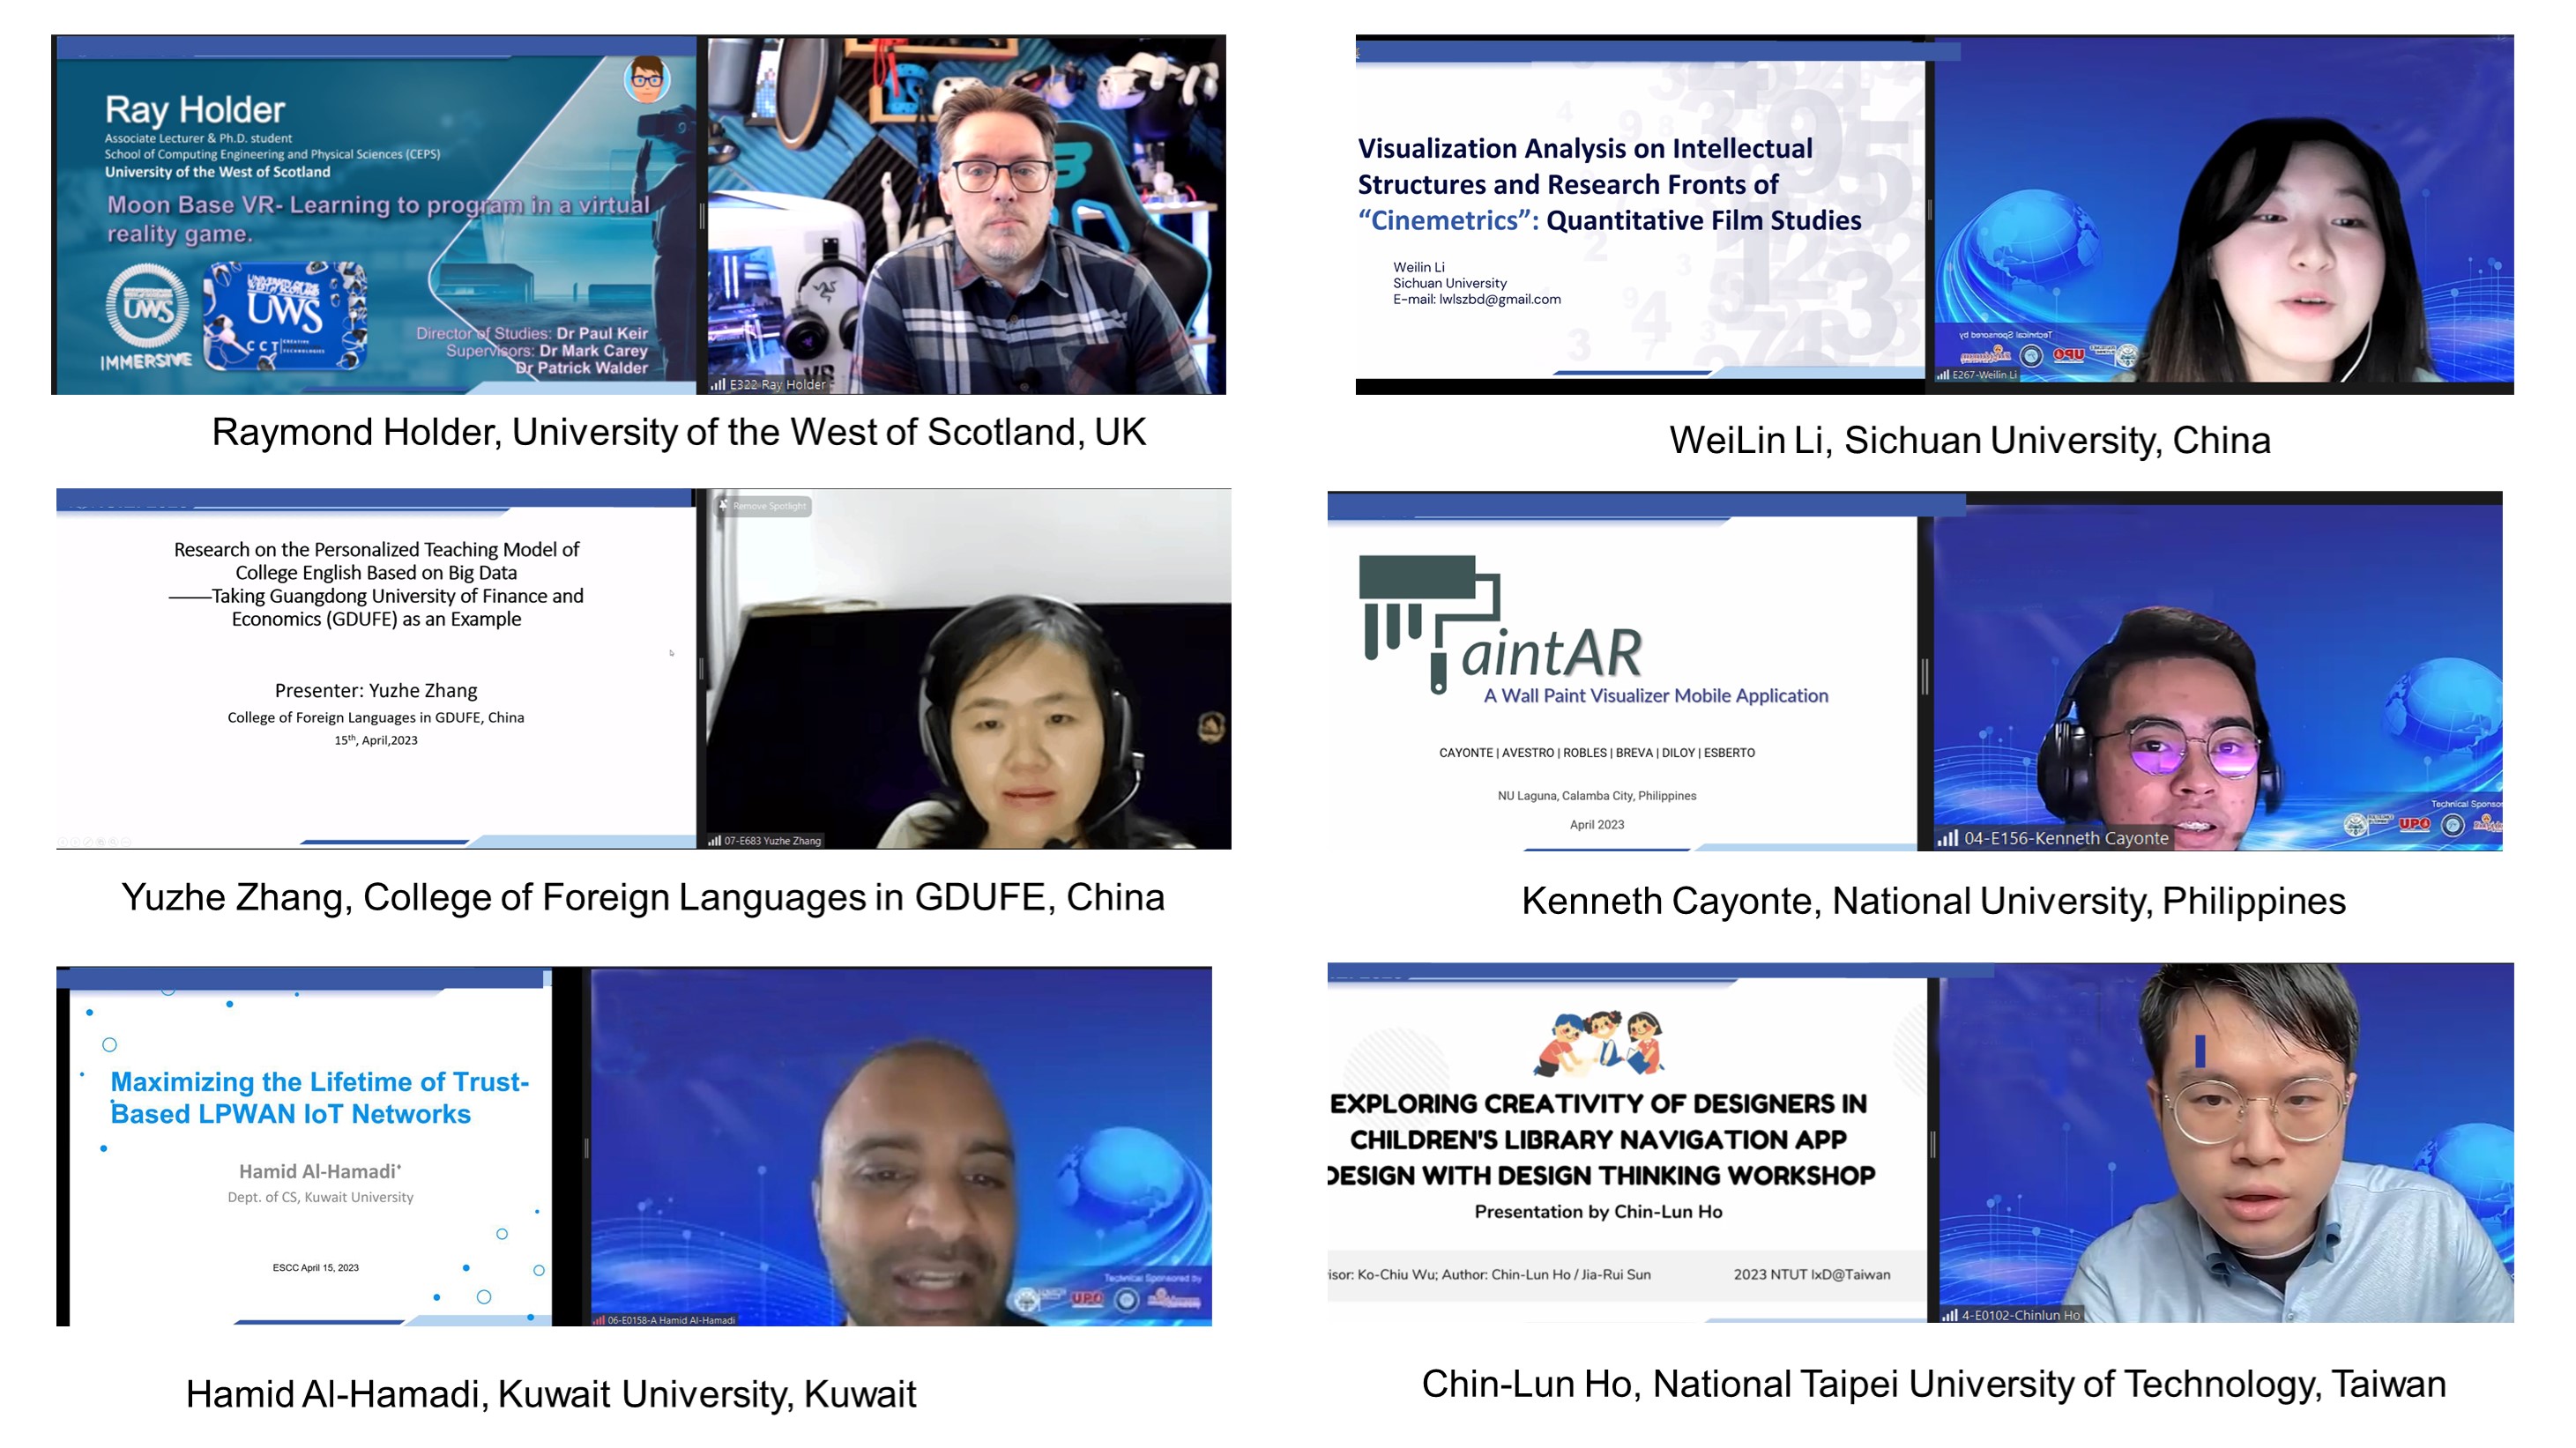 Ray Holder
Associate Lecturer & Ph.D. student
School of Computing Engineering and Physical Sciences (CEPS)
University of the West of Scotland
Moon Base VR- Learning to program in a virtual
reality game.
UWS
IMMERSIVE
UWS
CCT
Director of Studies: Dr Paul Keir
Supervisors: Dr Mark Carey
Dr Patrick Walder
E322 Ray Holder
Raymond Holder, University of the West of Scotland, UK
Visualization Analysis on Intellectual
Structures and Research Fronts of
“Cinemetrics”: Quantitative Film Studies
Weilin Li
Sichuan University
E-mail: lwlszbd@gmail.com
Technical Sponsored by
UPO
E267-Weilin Li
WeiLin Li, Sichuan University, China
Research on the Personalized Teaching Model of
College English Based on Big Data
——Taking Guangdong University of Finance and
Economics (GDUFE) as an Example
Presenter: Yuzhe Zhang
College of Foreign Languages in GDUFE, China
15th, April,2023
Remove Spotlight
07-E683 Yuzhe Zhang
Yuzhe Zhang, College of Foreign Languages in GDUFE, China
aintAR
A Wall Paint Visualizer Mobile Application
CAYONTE | AVESTRO | ROBLES | BREVA | DILOY | ESBERTO
NU Laguna, Calamba City, Philippines
April 2023
Technical Sponsor
UPO
04-E156-Kenneth Cayonte
Kenneth Cayonte, National University, Philippines
Maximizing the Lifetime of Trust-
Based LPWAN IoT Networks
Hamid Al-Hamadi
Dept. of CS, Kuwait University
ESCC April 15, 2023
Technical Sponsored by
UPO
06-E0158-A Hamid Al-Hamadi
Hamid Al-Hamadi, Kuwait University, Kuwait
EXPLORING CREATIVITY OF DESIGNERS IN
CHILDREN'S LIBRARY NAVIGATION APP
DESIGN WITH DESIGN THINKING WORKSHOP
Presentation by Chin-Lun Ho
isor: Ko-Chiu Wu; Author: Chin-Lun Ho / Jia-Rui Sun
2023 NTUT IxD@Taiwan
4-E0102-Chinlun Ho
Chin-Lun Ho, National Taipei University of Technology, Taiwan